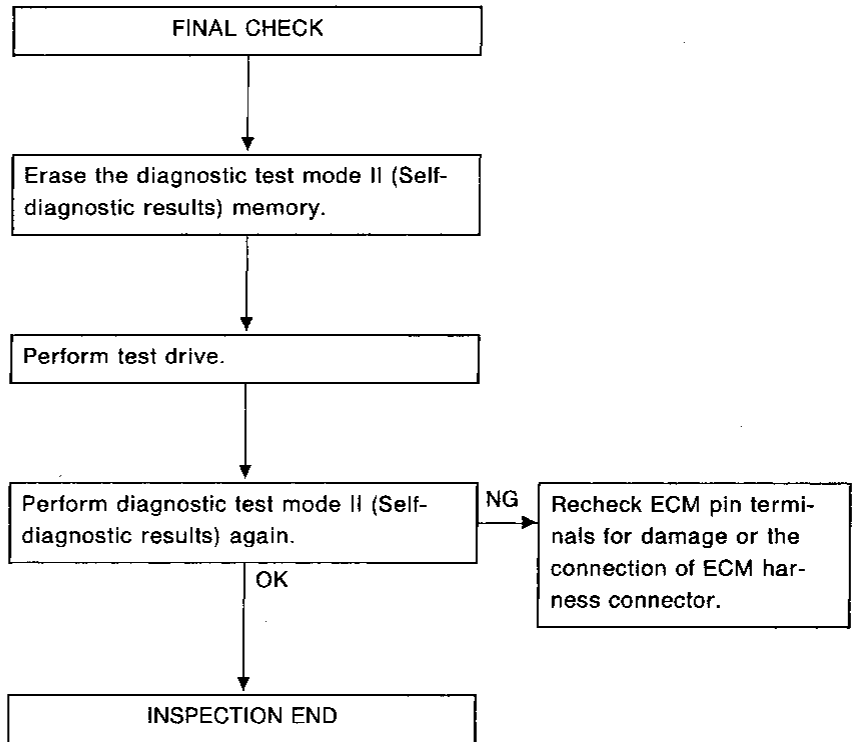 FINAL CHECK
Erase the diagnostic test mode II (Self-
diagnostic results) memory.
Perform test drive.
Perform diagnostic test mode II (Self-
diagnostic results) again.
NG
Recheck ECM pin termi-
nals for damage or the
connection of ECM har-
ness connector.
OK
INSPECTION END